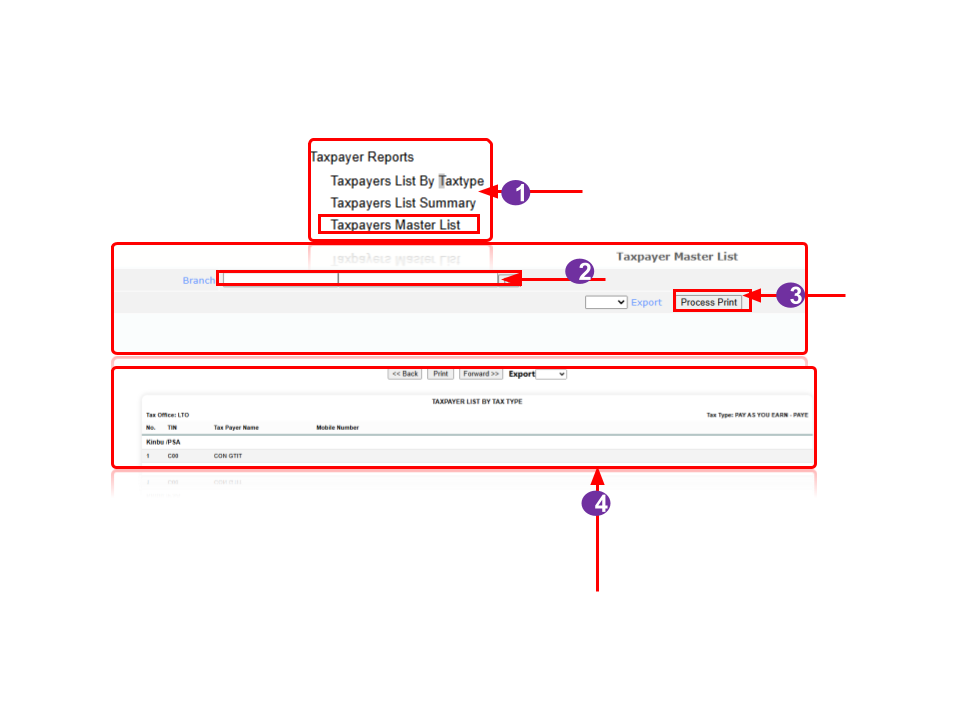 Taxpayer Reports
Taxpayers List By Taxtype
1
Taxpayers List Summary
Taxpayers Master List
Taxpayer Master List
Branch
2
Export
Process Print
3
<< Back Print Forward >> Export
TAXPAYER LIST BY TAX TYPE
Tax Office: LTO
Tax Type: PAY AS YOU EARN - PAYE
No. TIN Tax Payer Name Mobile Number
Kinbu /PSA
1 C00 CON GTIT
4